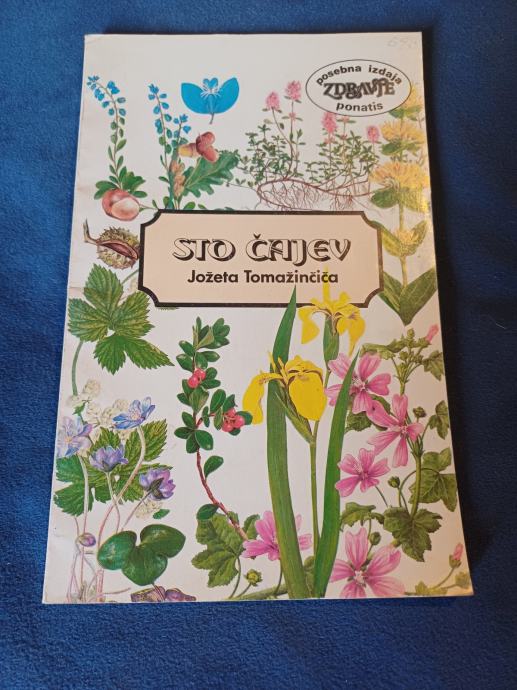 posebna izdaja
ZDRAVJE
ponatis
STO ČAJEV
Jožeta Tomažinčiča